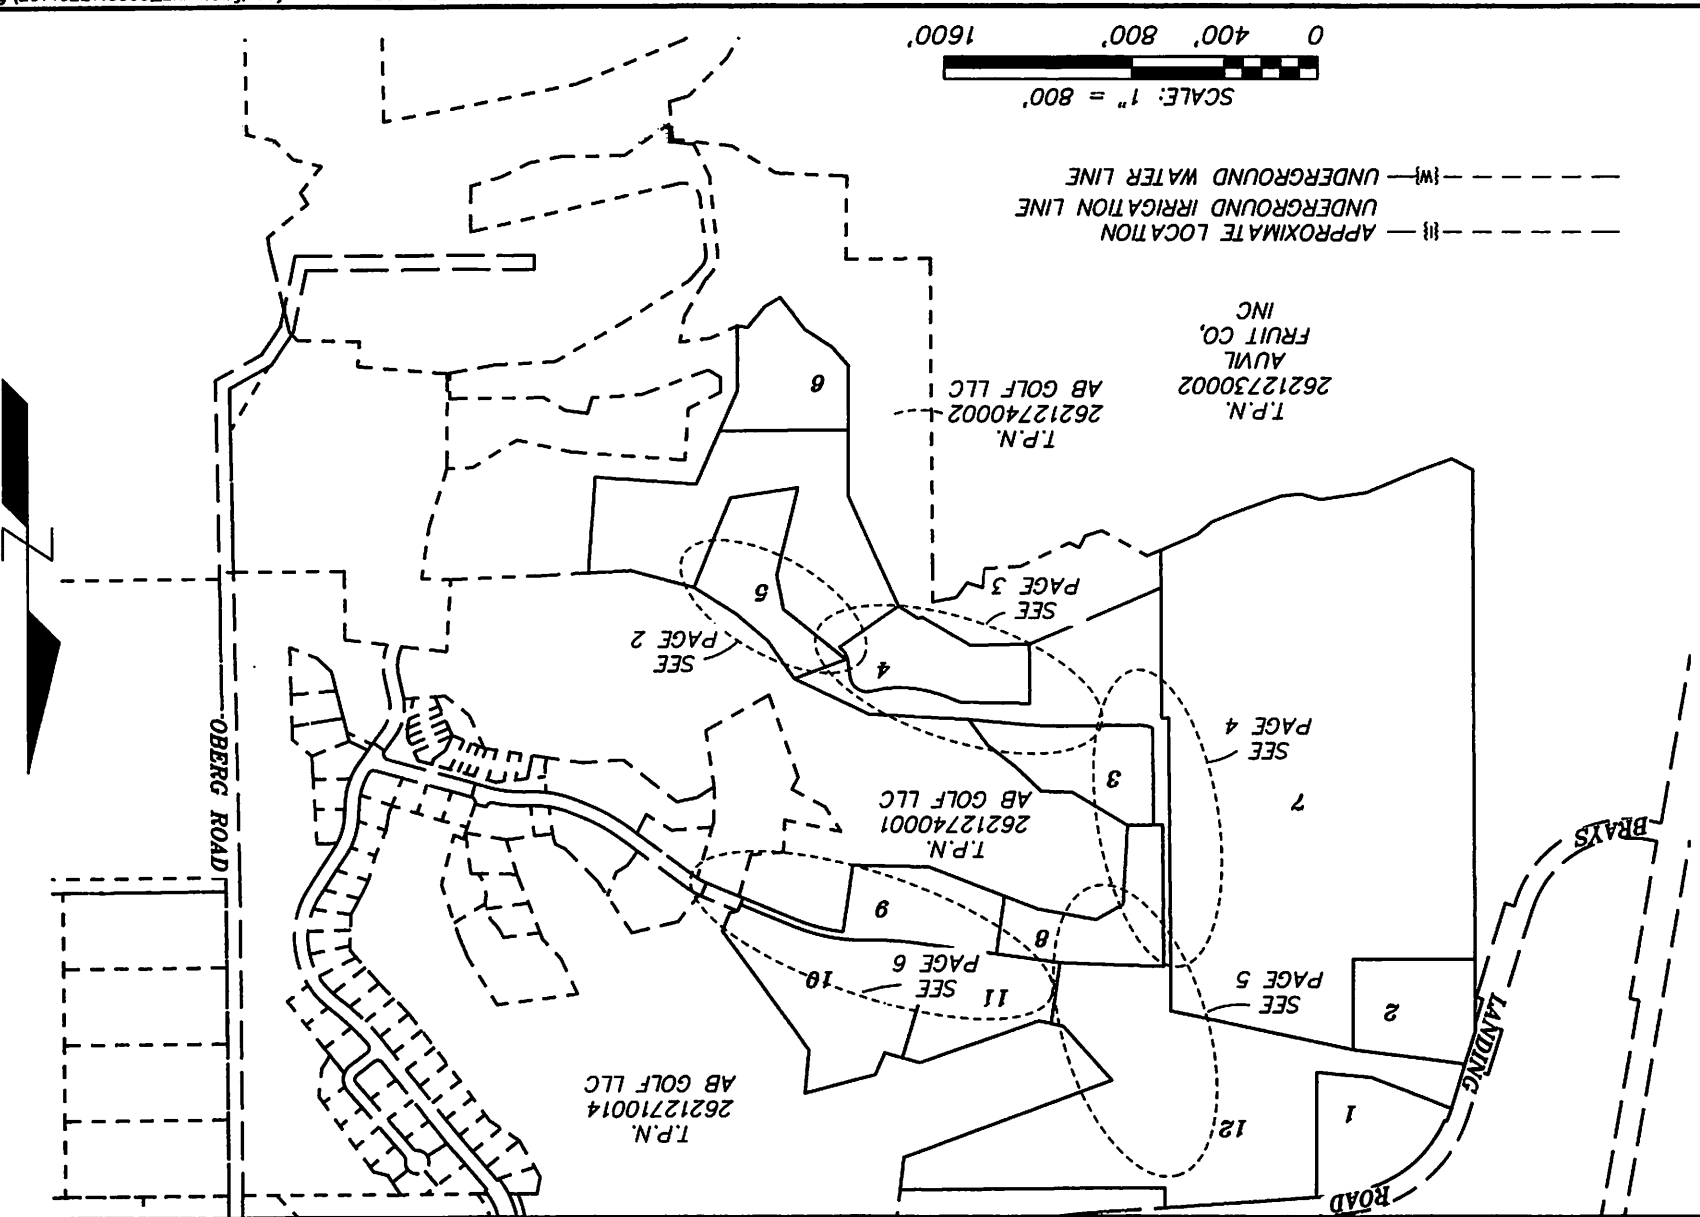 ROAD
1
12
T.P.N.
26212710014
AB GOLF LLC
LANDING
2
SEE
PAGE 5
11
SEE
PAGE 6
10
8
9
BRAYS
T.P.N.
26212740001
AB GOLF LLC
7
3
SEE
PAGE 4
OBERG ROAD
4
SEE
PAGE 2
SEE
PAGE 3
5
N
T.P.N.
26212740002
AB GOLF LLC
6
T.P.N.
26212730002
AUVIL
FRUIT CO,
INC
{I} APPROXIMATE LOCATION
UNDERGROUND IRRIGATION LINE
{W} UNDERGROUND WATER LINE
SCALE: 1" = 800'
0 400' 800' 1600'